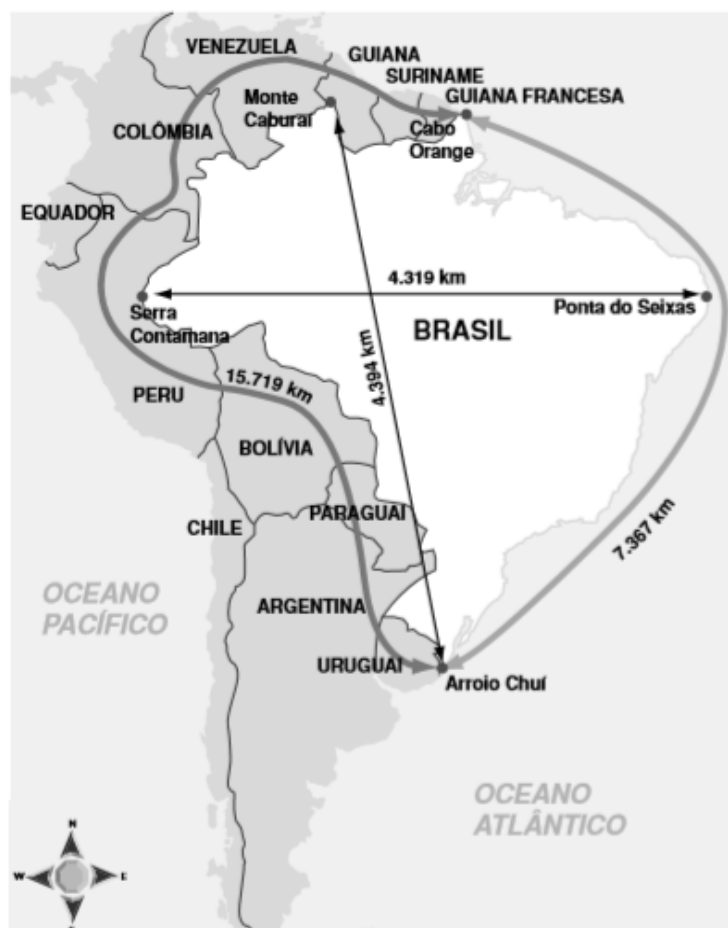 VENEZUELA
GUIANA
SURINAME
GUIANA FRANCESA
Monte
Caburaí
COLÔMBIA
Cabo
Orange
EQUADOR
4.319 km
Serra
Contamana
Ponta do Seixas
BRASIL
4.394 km
15.719 km
PERU
BOLÍVIA
PARAGUAI
7.367 km
CHILE
OCEANO
PACÍFICO
ARGENTINA
URUGUAI
Arroio Chuí
OCEANO
ATLÂNTICO
N
W
E